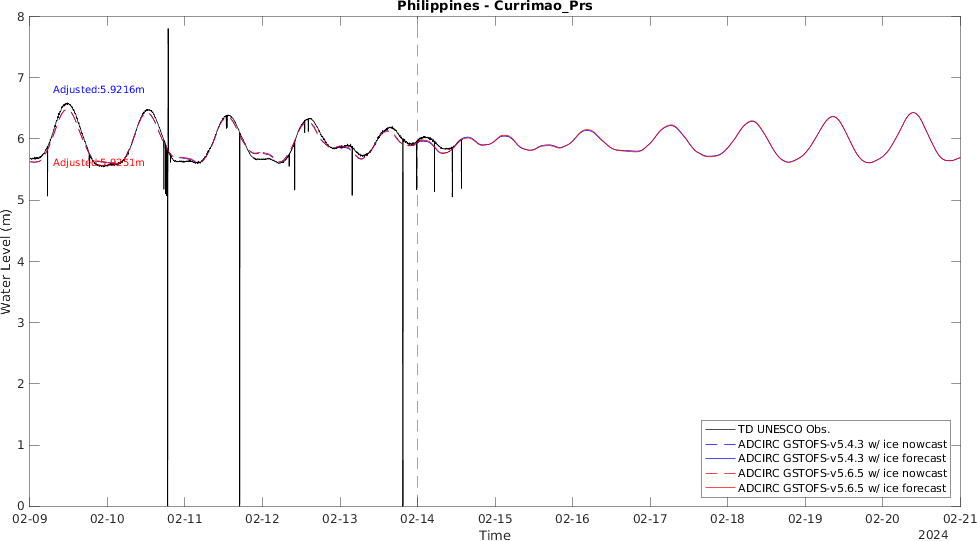 Philippines - Currimao_Prs
8
7
6
5
4
3
2
1
0
Water Level (m)
Adjusted:5.9216m
02-09
02-10
02-11
02-12
02-13
02-14
02-15
02-16
02-17
02-18
02-19
02-20
02-21
Time
2024
TD UNESCO Obs.
ADCIRC GSTOFS-v5.4.3 w/ ice nowcast
ADCIRC GSTOFS-v5.4.3 w/ ice forecast
ADCIRC GSTOFS-v5.6.5 w/ ice nowcast
ADCIRC GSTOFS-v5.6.5 w/ ice forecast